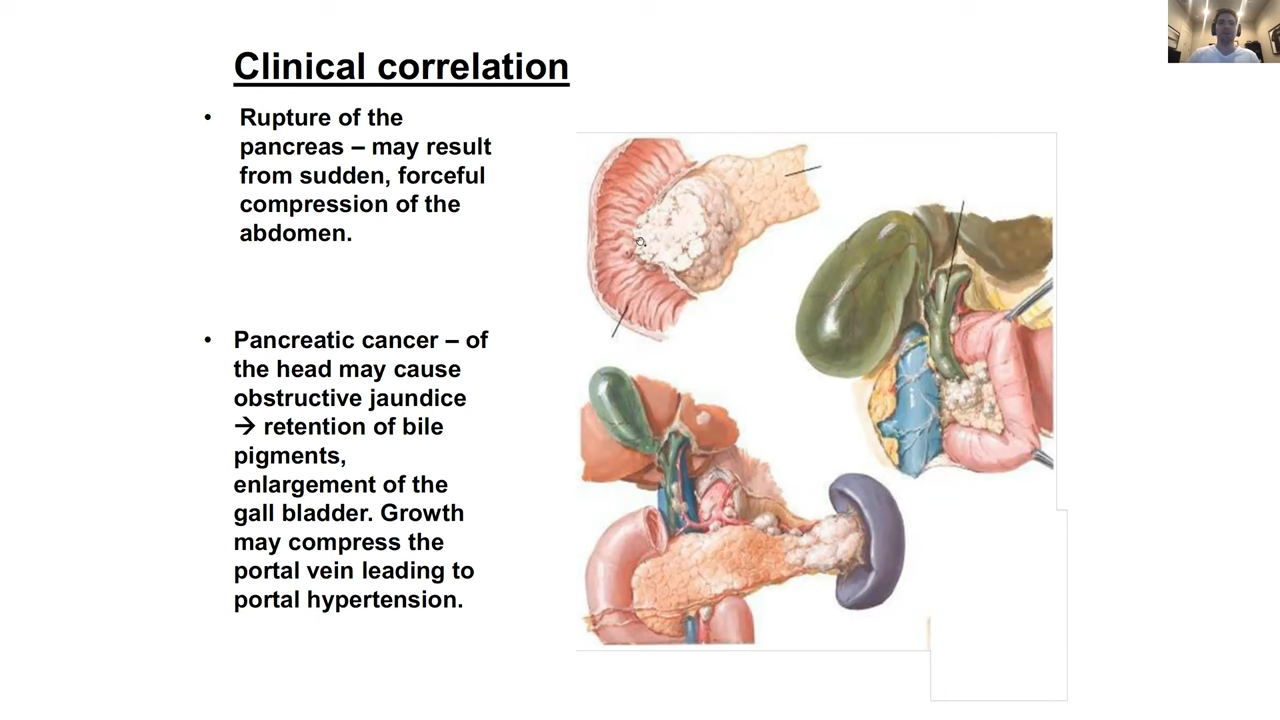 Clinical correlation
• Rupture of the
pancreas – may result
from sudden, forceful
compression of the
abdomen.
• Pancreatic cancer – of
the head may cause
obstructive jaundice
→ retention of bile
pigments,
enlargement of the
gall bladder. Growth
may compress the
portal vein leading to
portal hypertension.